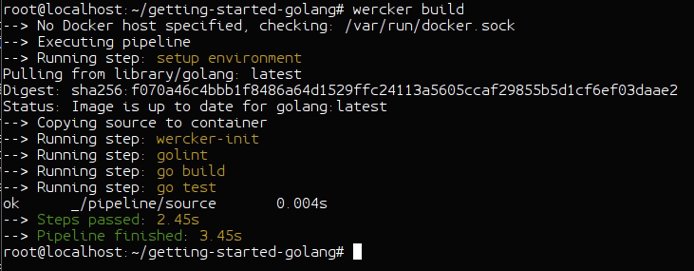 root@localhost:~/getting-started-golang# wercker build
--> No Docker host specified, checking: /var/run/docker.sock
--> Executing pipeline
--> Running step: setup environment
Pulling from library/golang: latest
Digest: sha256:f070a46c4bbb1f8486a64d1529ffc24113a5605ccaf29855b5d1cf6ef03daae2
Status: Image is up to date for golang:latest
--> Copying source to container
--> Running step: wercker-init
--> Running step: golint
--> Running step: go build
--> Running step: go test
ok      _/pipeline/source       0.004s
--> Steps passed: 2.45s
--> Pipeline finished: 3.45s
root@localhost:~/getting-started-golang#